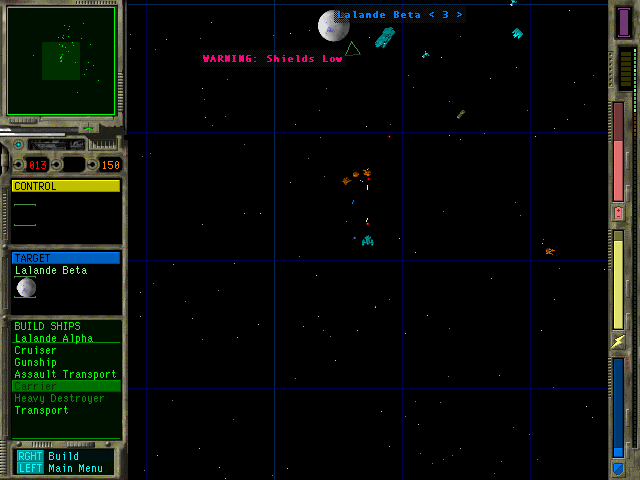 Lalande Beta < 3 >
WARNING: Shields Low
013
150
CONTROL
TARGET
Lalande Beta
BUILD SHIPS
Lalande Alpha
Cruiser
Gunship
Assault Transport
Carrier
Heavy Destroyer
Transport
RGHT Build
LEFT Main Menu